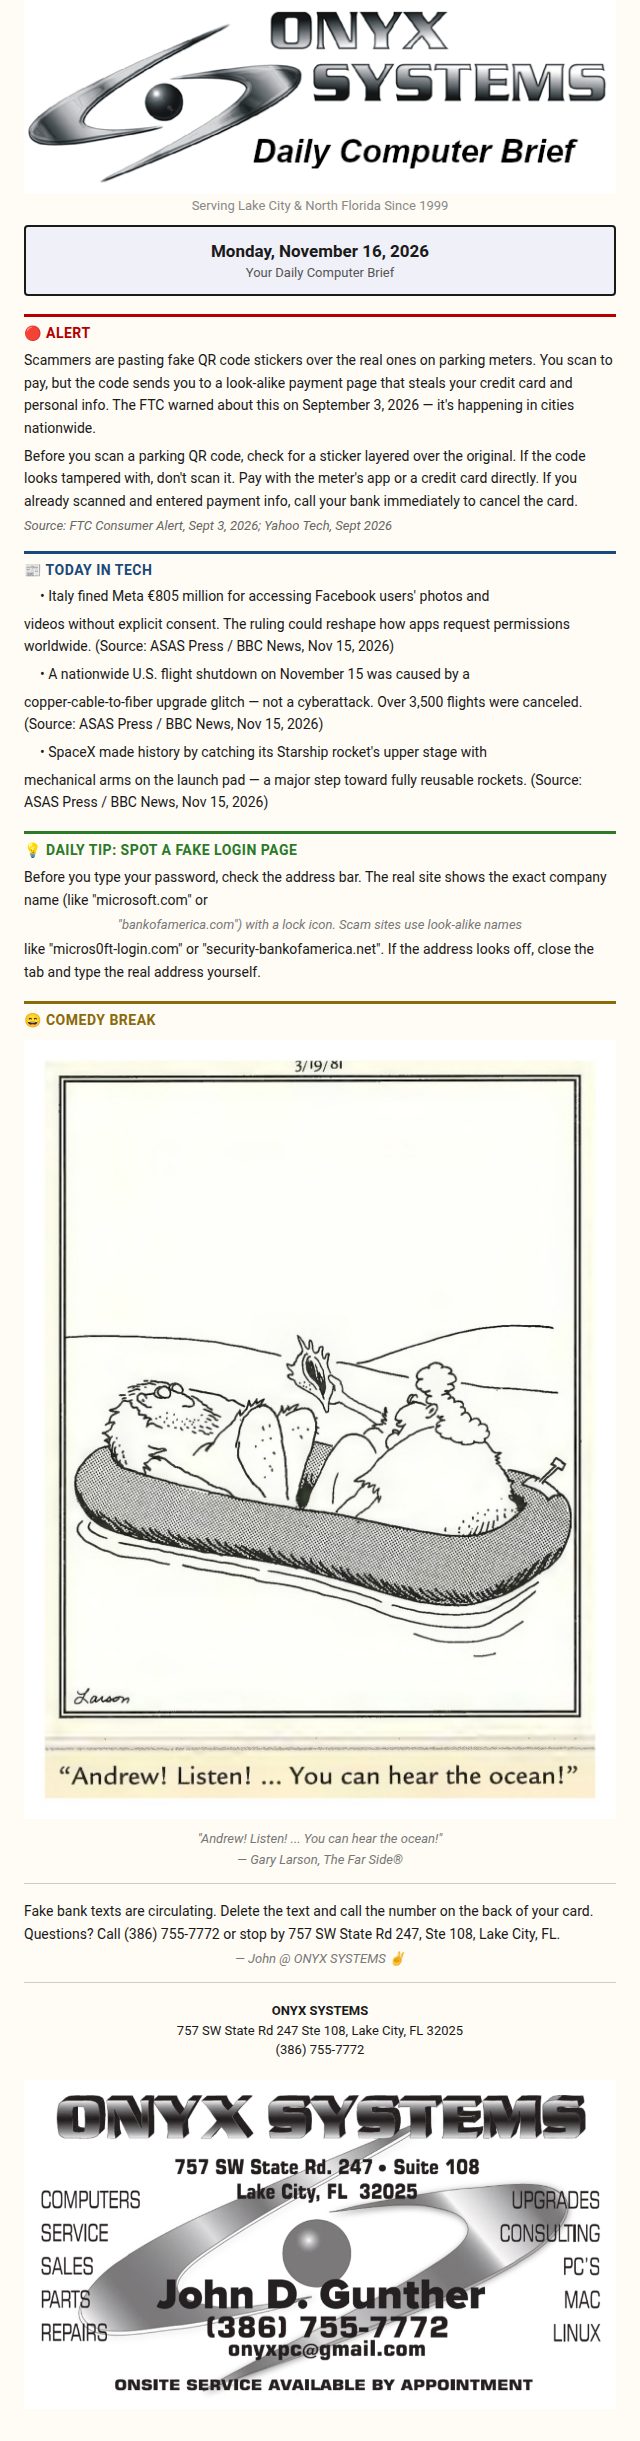 ONYX
SYSTEMS
Daily Computer Brief
Serving Lake City & North Florida Since 1999
Monday, November 16, 2026
Your Daily Computer Brief
🔴 ALERT
Scammers are pasting fake QR code stickers over the real ones on parking meters. You scan to
pay, but the code sends you to a look-alike payment page that steals your credit card and
personal info. The FTC warned about this on September 3, 2026 — it's happening in cities
nationwide.
Before you scan a parking QR code, check for a sticker layered over the original. If the code
looks tampered with, don't scan it. Pay with the meter's app or a credit card directly. If you
already scanned and entered payment info, call your bank immediately to cancel the card.
Source: FTC Consumer Alert, Sept 3, 2026; Yahoo Tech, Sept 2026
📰 TODAY IN TECH
• Italy fined Meta €805 million for accessing Facebook users' photos and
videos without explicit consent. The ruling could reshape how apps request permissions
worldwide. (Source: ASAS Press / BBC News, Nov 15, 2026)
• A nationwide U.S. flight shutdown on November 15 was caused by a
copper-cable-to-fiber upgrade glitch — not a cyberattack. Over 3,500 flights were canceled.
(Source: ASAS Press / BBC News, Nov 15, 2026)
• SpaceX made history by catching its Starship rocket's upper stage with
mechanical arms on the launch pad — a major step toward fully reusable rockets. (Source:
ASAS Press / BBC News, Nov 15, 2026)
💡 DAILY TIP: SPOT A FAKE LOGIN PAGE
Before you type your password, check the address bar. The real site shows the exact company
name (like "microsoft.com" or
"bankofamerica.com") with a lock icon. Scam sites use look-alike names
like "micros0ft-login.com" or "security-bankofamerica.net". If the address looks off, close the
tab and type the real address yourself.
😄 COMEDY BREAK
3/19/81
Larson
“Andrew! Listen! ... You can hear the ocean!”
"Andrew! Listen! ... You can hear the ocean!"
— Gary Larson, The Far Side®
Fake bank texts are circulating. Delete the text and call the number on the back of your card.
Questions? Call (386) 755-7772 or stop by 757 SW State Rd 247, Ste 108, Lake City, FL.
— John @ ONYX SYSTEMS ✌️
ONYX SYSTEMS
757 SW State Rd 247 Ste 108, Lake City, FL 32025
(386) 755-7772
ONYX SYSTEMS
757 SW State Rd. 247 • Suite 108
Lake City, FL 32025
COMPUTERS
SERVICE
SALES
PARTS
REPAIRS
UPGRADES
CONSULTING
PC'S
MAC
LINUX
John D. Gunther
(386) 755-7772
onyxpc@gmail.com
ONSITE SERVICE AVAILABLE BY APPOINTMENT